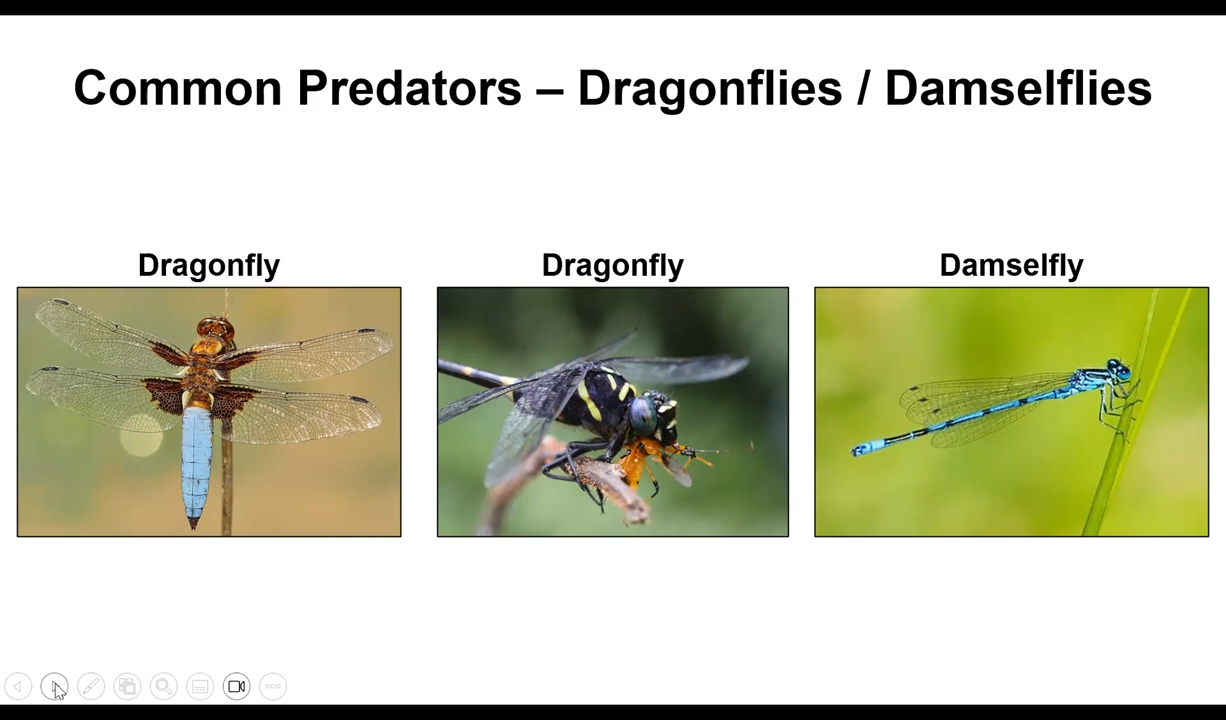 Common Predators – Dragonflies / Damselflies
Dragonfly
Dragonfly
Damselfly